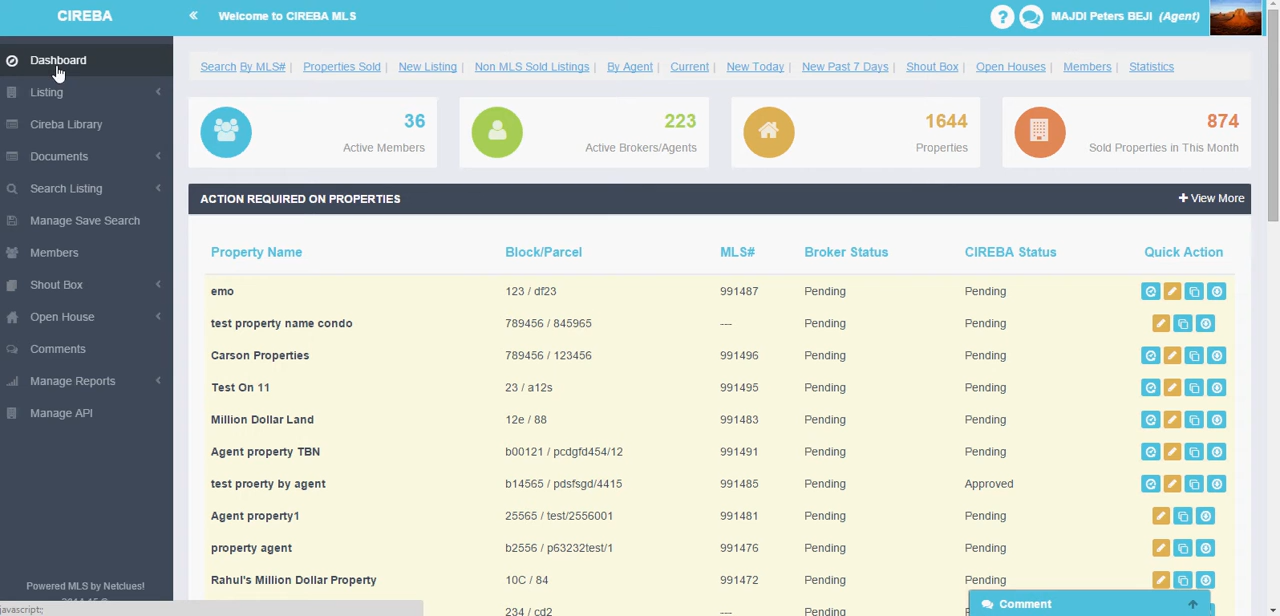 CIREBA « Welcome to CIREBA MLS ? MAJDI Peters BEJI (Agent)
Dashboard
Listing
Cireba Library
Documents
Search Listing
Manage Save Search
Members
Shout Box
Open House
Comments
Manage Reports
Manage API
Powered MLS by Netclues!
javascript:;
Search By MLS# | Properties Sold | New Listing | Non MLS Sold Listings | By Agent | Current | New Today | New Past 7 Days | Shout Box | Open Houses | Members | Statistics
36
Active Members
223
Active Brokers/Agents
1644
Properties
874
Sold Properties in This Month
ACTION REQUIRED ON PROPERTIES + View More
Property Name Block/Parcel MLS# Broker Status CIREBA Status Quick Action
emo 123 / df23 991487 Pending Pending
test property name condo 789456 / 845965 --- Pending Pending
Carson Properties 789456 / 123456 991496 Pending Pending
Test On 11 23 / a12s 991495 Pending Pending
Million Dollar Land 12e / 88 991483 Pending Pending
Agent property TBN b00121 / pcdgfd454/12 991491 Pending Pending
test proerty by agent b14565 / pdsfsgd/4415 991485 Pending Approved
Agent property1 25565 / test/2556001 991481 Pending Pending
property agent b2556 / p63232test/1 991476 Pending Pending
Rahul's Million Dollar Property 10C / 84 991472 Pending Pending
234 / cd2 --- Pending
Comment